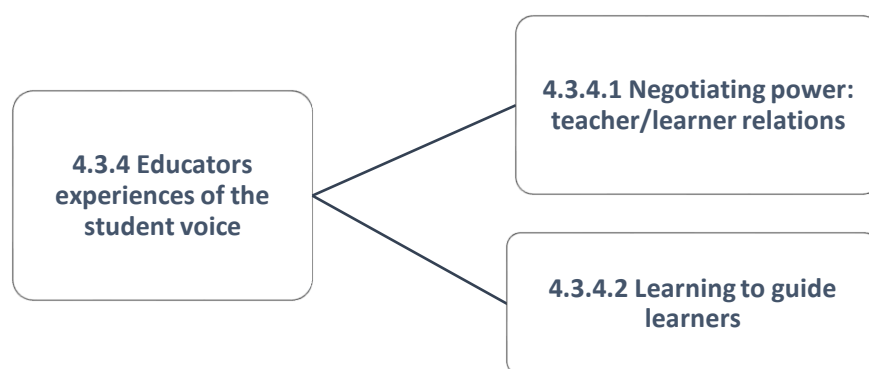 4.3.4 Educators
experiences of the
student voice
4.3.4.1 Negotiating power:
teacher/learner relations
4.3.4.2 Learning to guide
learners